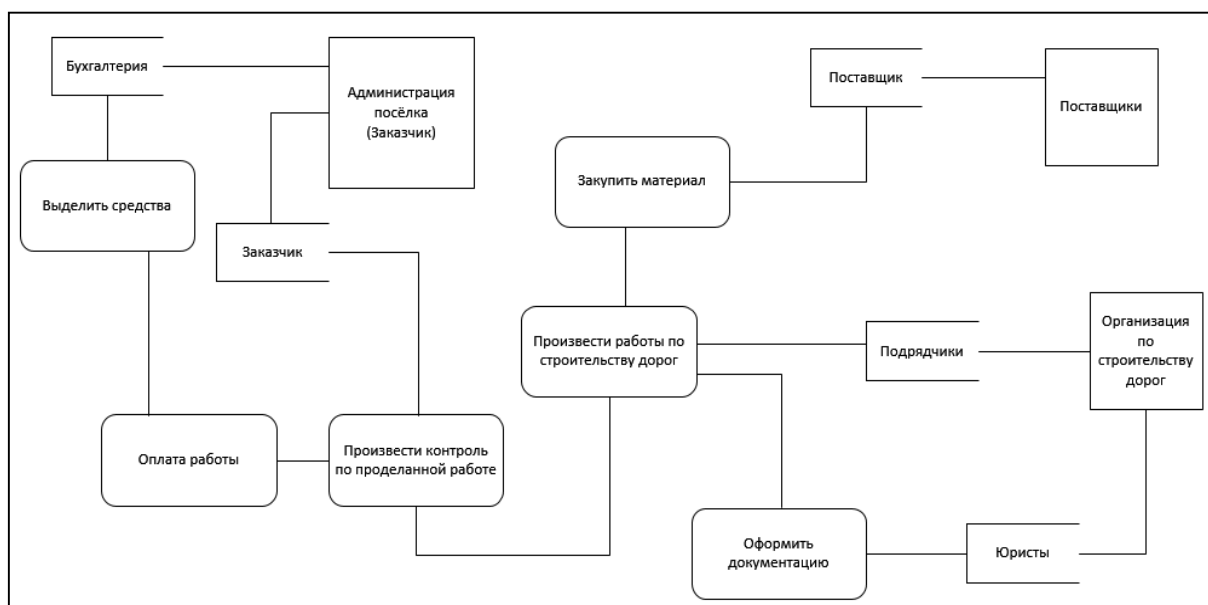 Бухгалтерия
Администрация
посёлка
(Заказчик)
Поставщик
Поставщики
Выделить средства
Закупить материал
Заказчик
Произвести работы по
строительству дорог
Подрядчики
Организация
по
строительству
дорог
Оплата работы
Произвести контроль
по проделанной работе
Оформить
документацию
Юристы